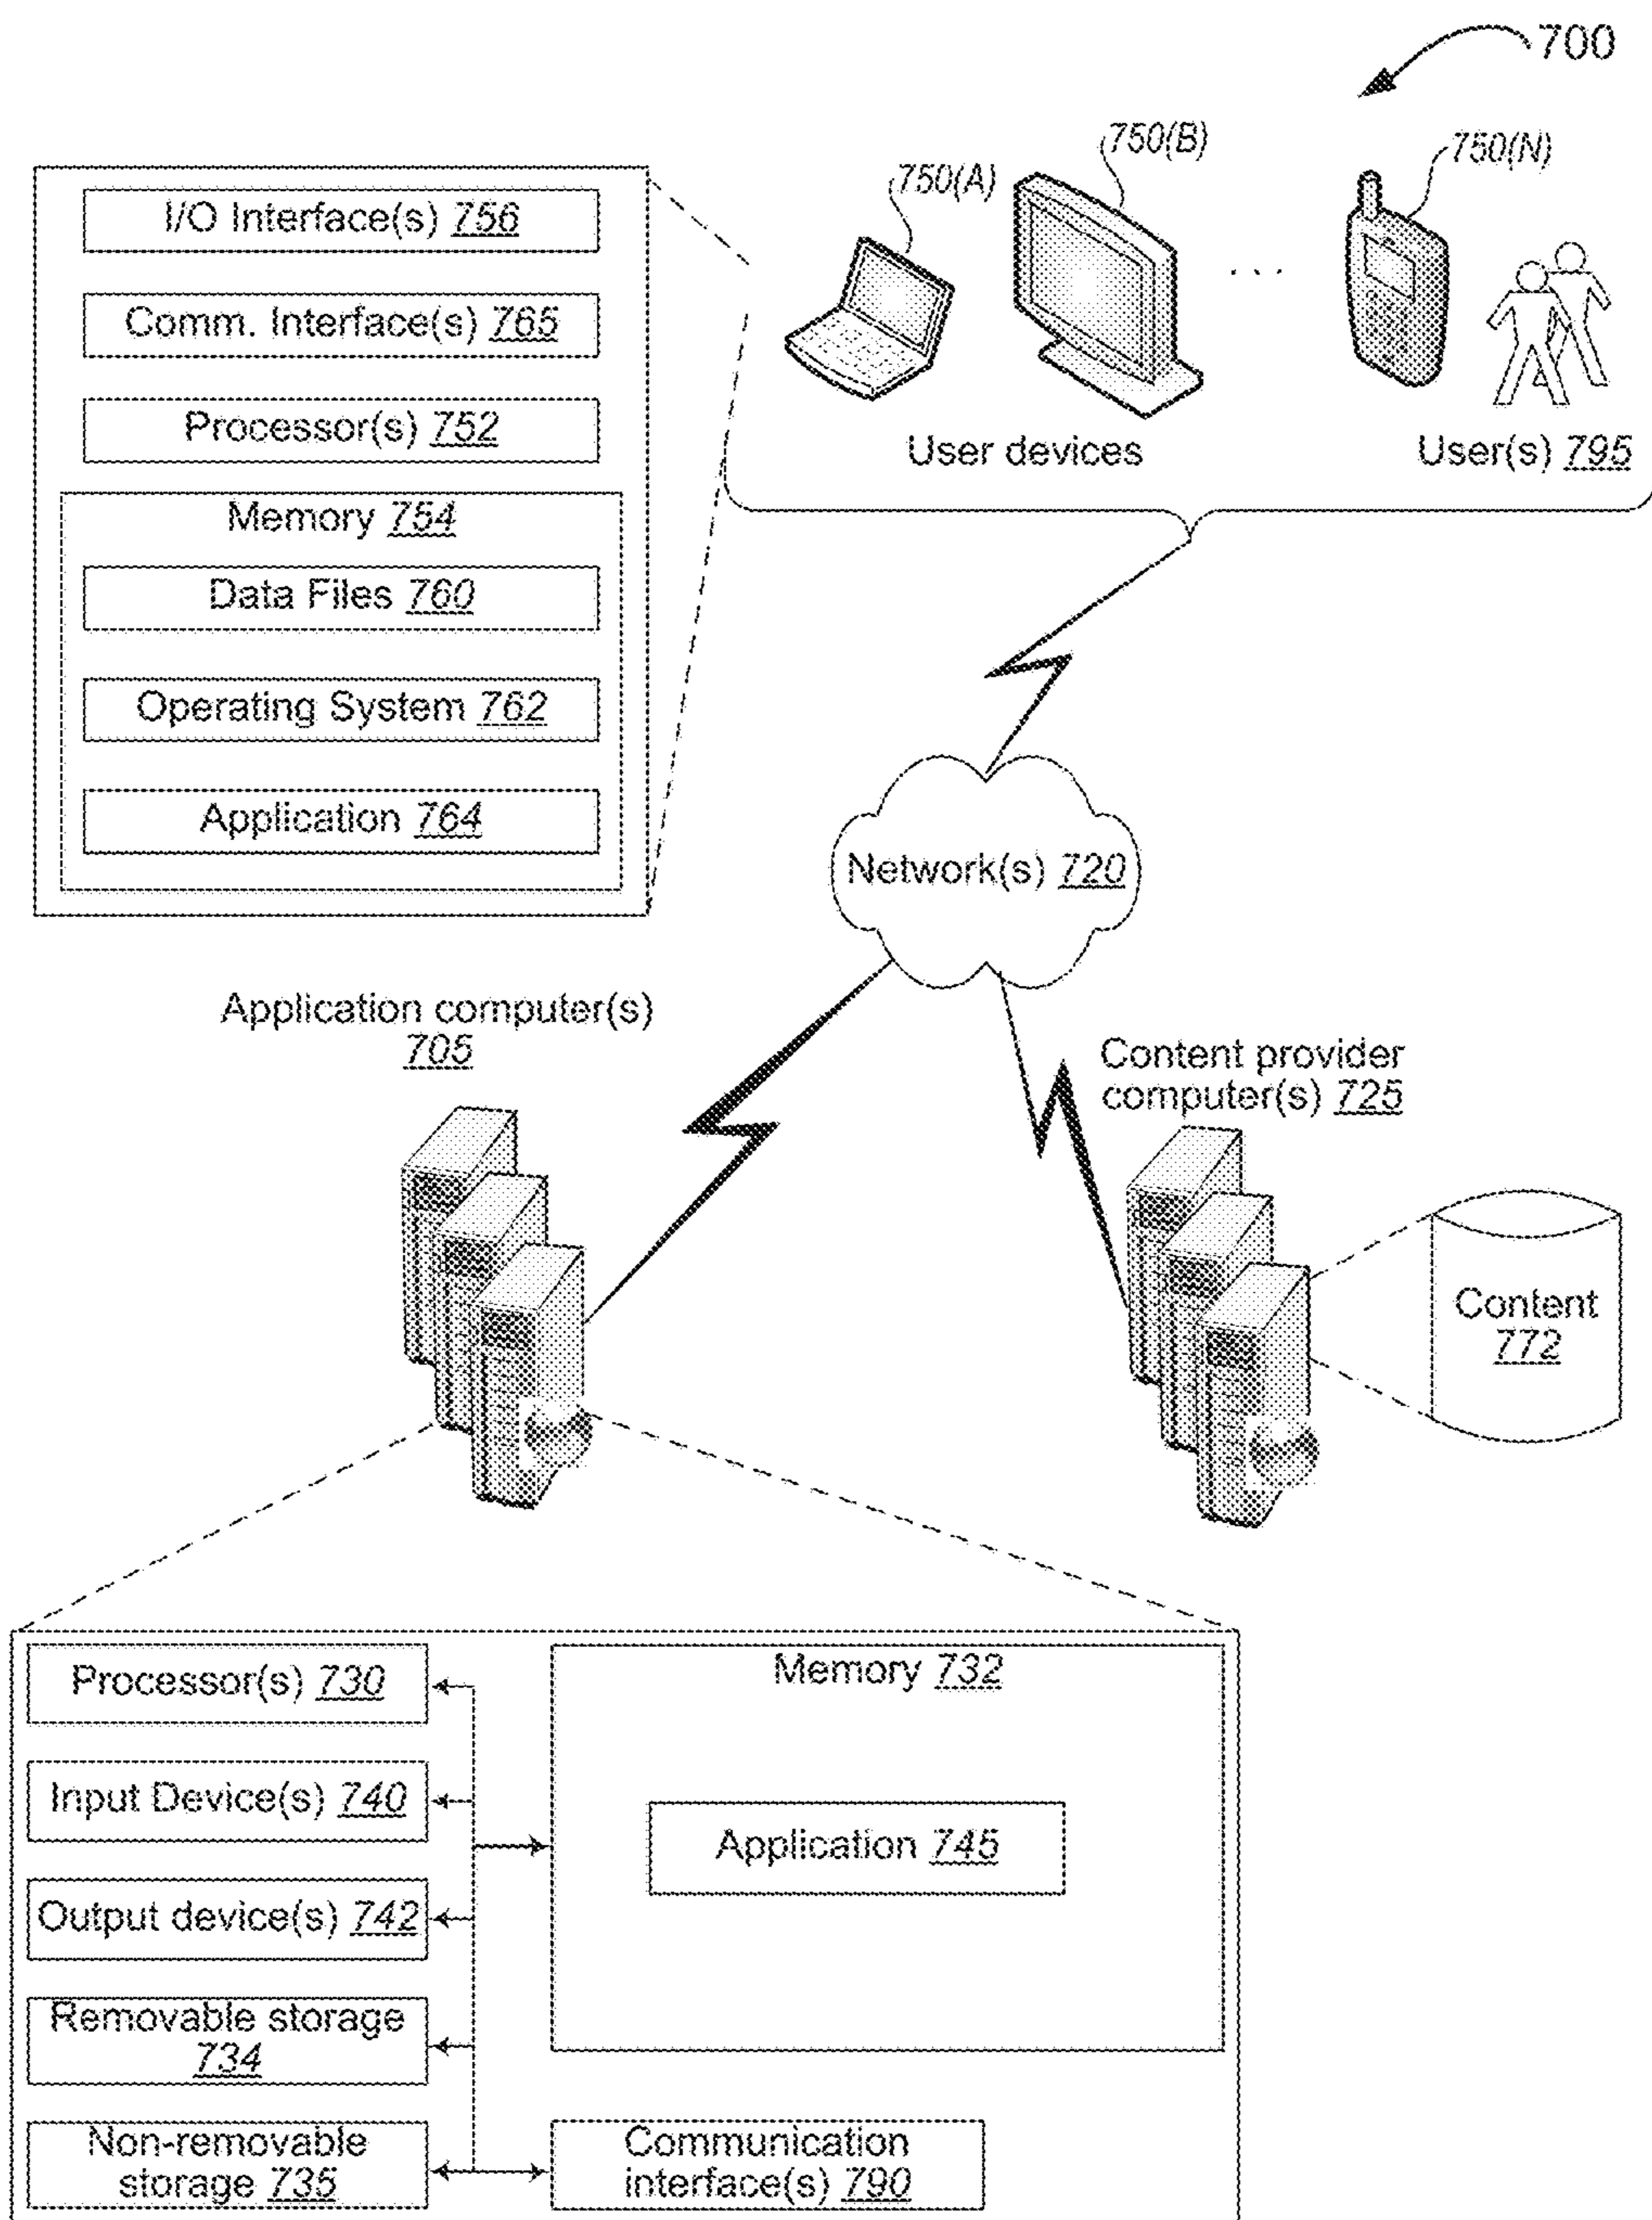 700
750(A)
750(B)
. . .
750(N)
I/O Interface(s) 756
Comm. Interface(s) 765
Processor(s) 752
Memory 754
Data Files 760
Operating System 762
Application 764
User devices
User(s) 795
Network(s) 720
Application computer(s)
705
Content provider
computer(s) 725
Content
772
Processor(s) 730
Input Device(s) 740
Output device(s) 742
Removable storage
734
Non-removable
storage 735
Memory 732
Application 745
Communication
interface(s) 790